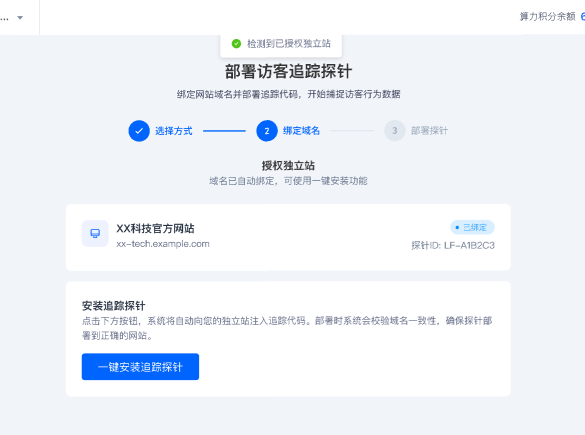 ...
算力积分余额 6
检测到已授权独立站
部署访客追踪探针
绑定网站域名并部署追踪代码，开始捕捉访客行为数据
选择方式
2 绑定域名
3 部署探针
授权独立站
域名已自动绑定，可使用一键安装功能
XX科技官方网站
已绑定
xx-tech.example.com
探针ID: LF-A1B2C3
安装追踪探针
点击下方按钮，系统将自动向您的独立站注入追踪代码。部署时系统会校验域名一致性，确保探针部
署到正确的网站。
一键安装追踪探针